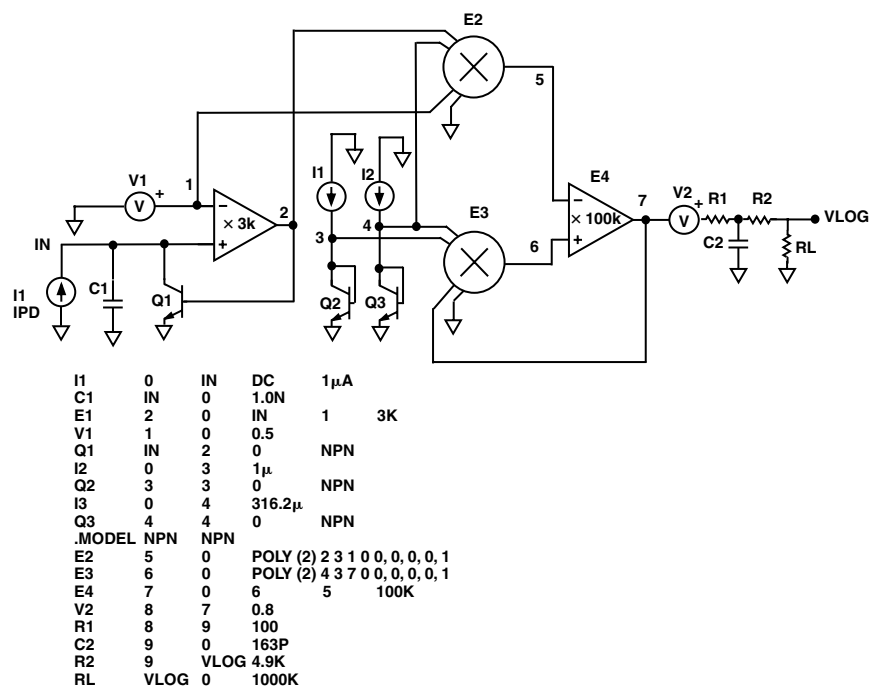 E2
5
I1
I2
V1
+
1
−
× 3k
+
2
E4
−
× 100k
+
7
V2
+
R1
R2
VLOG
V
V
4
E3
3
6
C2
RL
IN
I1
IPD
C1
Q1
Q2
Q3
I1 0 IN DC 1μA
C1 IN 0 1.0N
E1 2 0 IN 1 3K
V1 1 0 0.5
Q1 IN 2 0 NPN
I2 0 3 1μ
Q2 3 3 0 NPN
I3 0 4 316.2μ
Q3 4 4 0 NPN
.MODEL NPN NPN
E2 5 0 POLY (2) 2 3 1 0 0, 0, 0, 0, 1
E3 6 0 POLY (2) 4 3 7 0 0, 0, 0, 0, 1
E4 7 0 6 5 100K
V2 8 7 0.8
R1 8 9 100
C2 9 0 163P
R2 9 VLOG 4.9K
RL VLOG 0 1000K